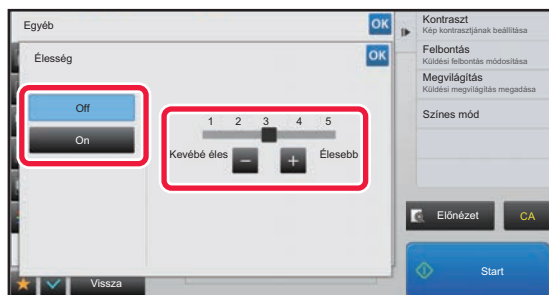 Egyéb
OK
Élesség
OK
Off
On
1 2 3 4 5
Kevébé éles
Élesebb
Vissza
Kontraszt
Kép kontrasztjának beállítása
Felbontás
Küldési felbontás módosítása
Megvilágítás
Küldési megvilágítás megadása
Színes mód
Előnézet
CA
Start